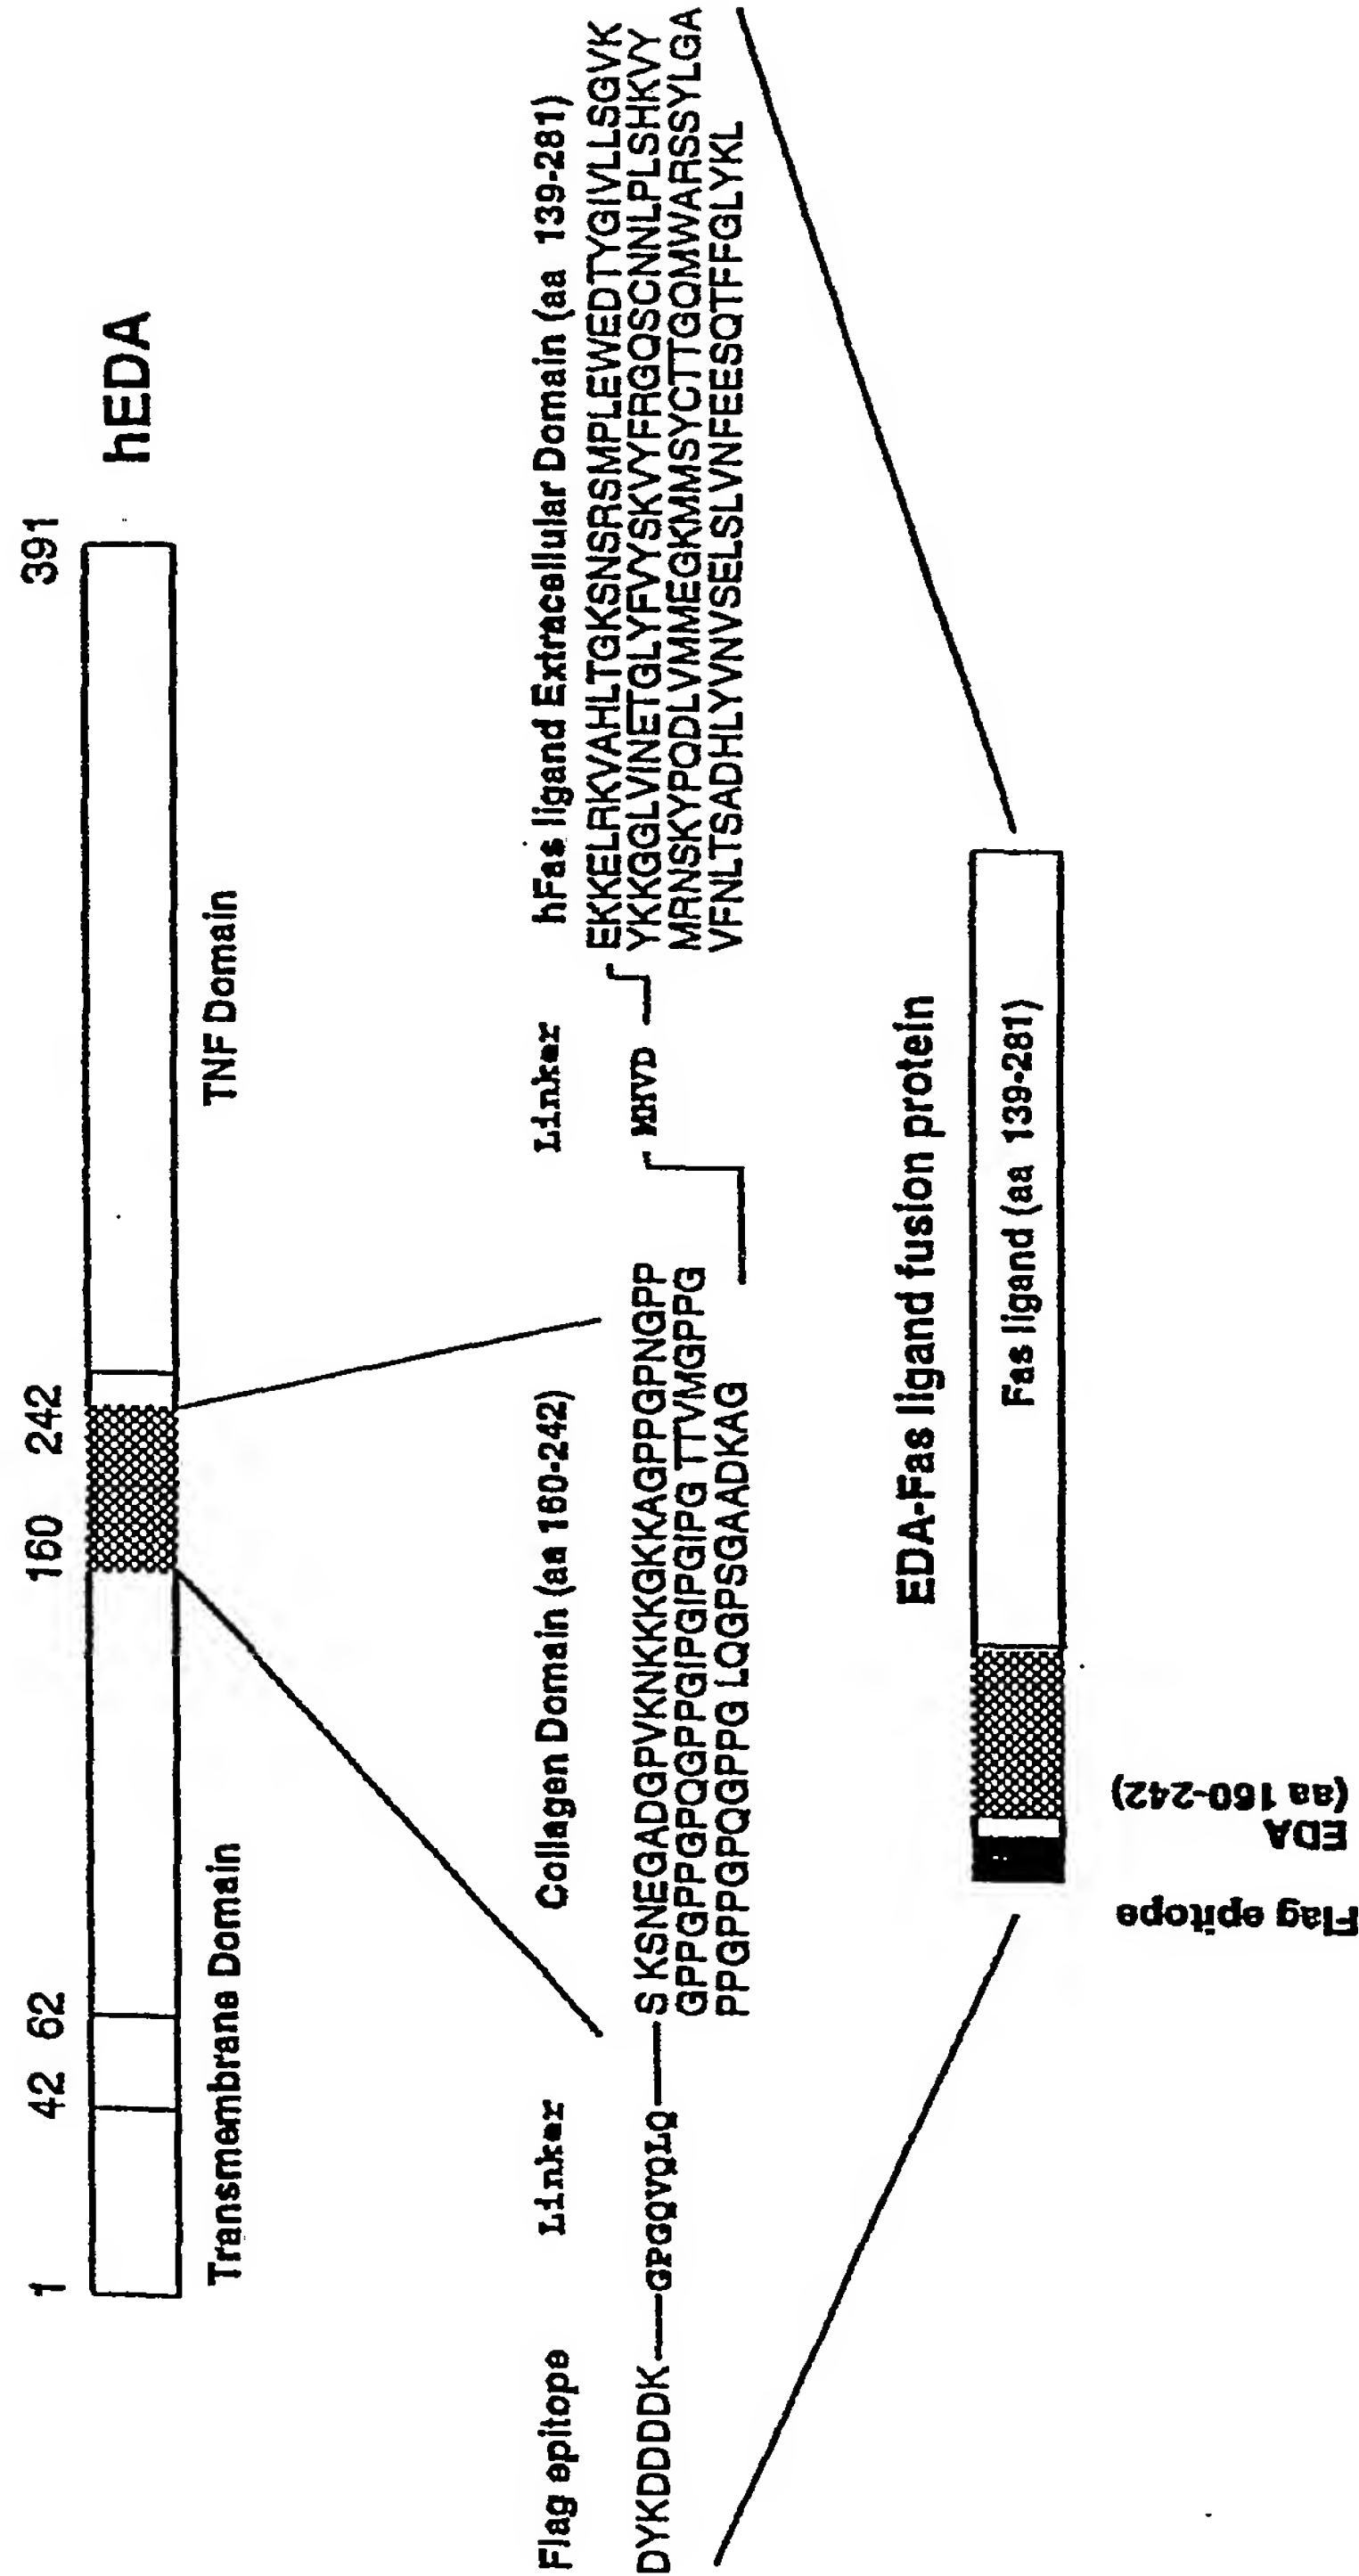 1 42 62 160 242 391
hEDA
Transmembrane Domain
TNF Domain
Flag epitope
Linker
Collagen Domain (aa 160-242)
Linker
hFas ligand Extracellular Domain (aa 139-281)
DYKDDDDK
GPGQVQLQ
S KSNEGADGPVKNKKKGKKAGPPGPNGPP
GPPGPPGPQGPPGIPGIPGIPG TTVMGPPG
PPGPPGPQGPPG LQGPSGAADKAG
MHVD
EKKELRKVAHLTGKSNSRSMPLEWEDTYGIVLLSGVK
YKKGGLVINETGLYFVYSKVYFRGQSCNNLPLSHKVY
MRNSKYPQDLVMMEGKMMSYCTTGQMWARSSYLGA
VFNLTSADHLYVNVSELSLVNFEESQTFFGLYKL
EDA-Fas ligand fusion protein
Fas ligand (aa 139-281)
Flag epitope
EDA
(aa 160-242)